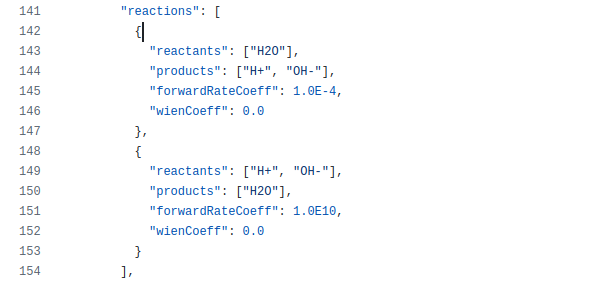 141 "reactions": [
142 {
143 "reactants": ["H2O"],
144 "products": ["H+", "OH-"],
145 "forwardRateCoeff": 1.0E-4,
146 "wienCoeff": 0.0
147 },
148 {
149 "reactants": ["H+", "OH-"],
150 "products": ["H2O"],
151 "forwardRateCoeff": 1.0E10,
152 "wienCoeff": 0.0
153 }
154 ],